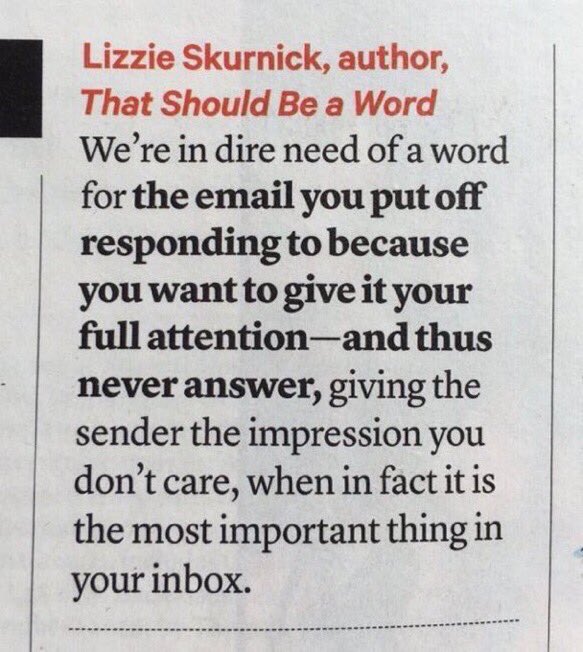 Lizzie Skurnick, author,
That Should Be a Word
We’re in dire need of a word
for the email you put off
responding to because
you want to give it your
full attention—and thus
never answer, giving the
sender the impression you
don’t care, when in fact it is
the most important thing in
your inbox.